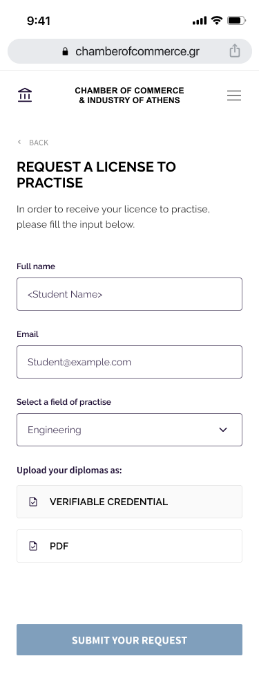 9:41
chamberofcommerce.gr
CHAMBER OF COMMERCE
& INDUSTRY OF ATHENS
BACK
REQUEST A LICENSE TO
PRACTISE
In order to receive your licence to practise,
please fill the input below.
Full name
<Student Name>
Email
Student@example.com
Select a field of practise
Engineering
Upload your diplomas as:
VERIFIABLE CREDENTIAL
PDF
SUBMIT YOUR REQUEST